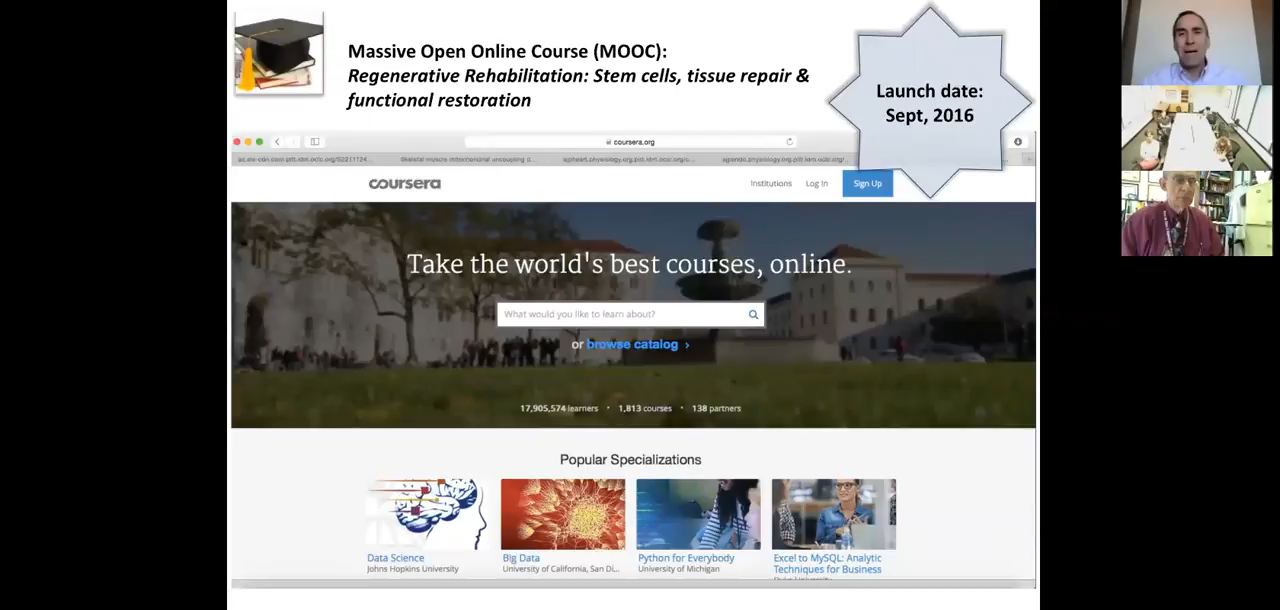 Massive Open Online Course (MOOC):
Regenerative Rehabilitation: Stem cells, tissue repair &
functional restoration
Launch date:
Sept, 2016
coursera.org
coursera
Institutions
Log In
Sign Up
Take the world's best courses, online.
What would you like to learn about?
or browse catalog ›
17,905,574 learners • 1,813 courses • 138 partners
Popular Specializations
Data Science
Johns Hopkins University
Big Data
University of California, San Di...
Python for Everybody
University of Michigan
Excel to MySQL: Analytic
Techniques for Business